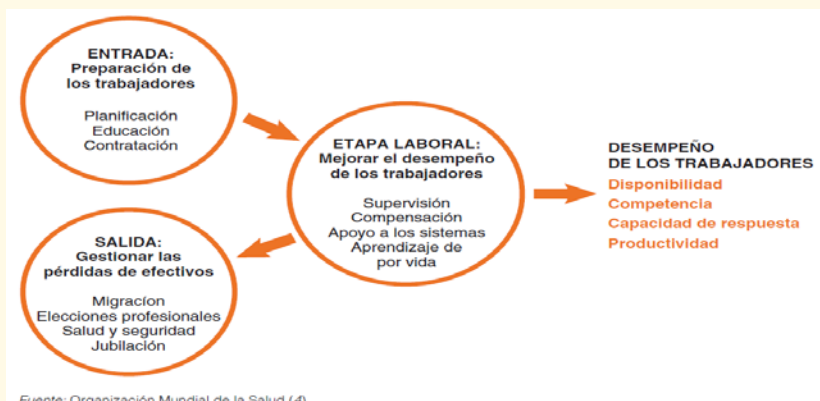 ENTRADA:
Preparación de
los trabajadores
Planificación
Educación
Contratación
ETAPA LABORAL:
Mejorar el desempeño
de los trabajadores
Supervisión
Compensación
Apoyo a los sistemas
Aprendizaje de
por vida
DESEMPEÑO
DE LOS TRABAJADORES
Disponibilidad
Competencia
Capacidad de respuesta
Productividad
SALIDA:
Gestionar las
pérdidas de efectivos
Migracíon
Elecciones profesionales
Salud y seguridad
Jubilación
Fuente: Organización Mundial de la Salud (4)